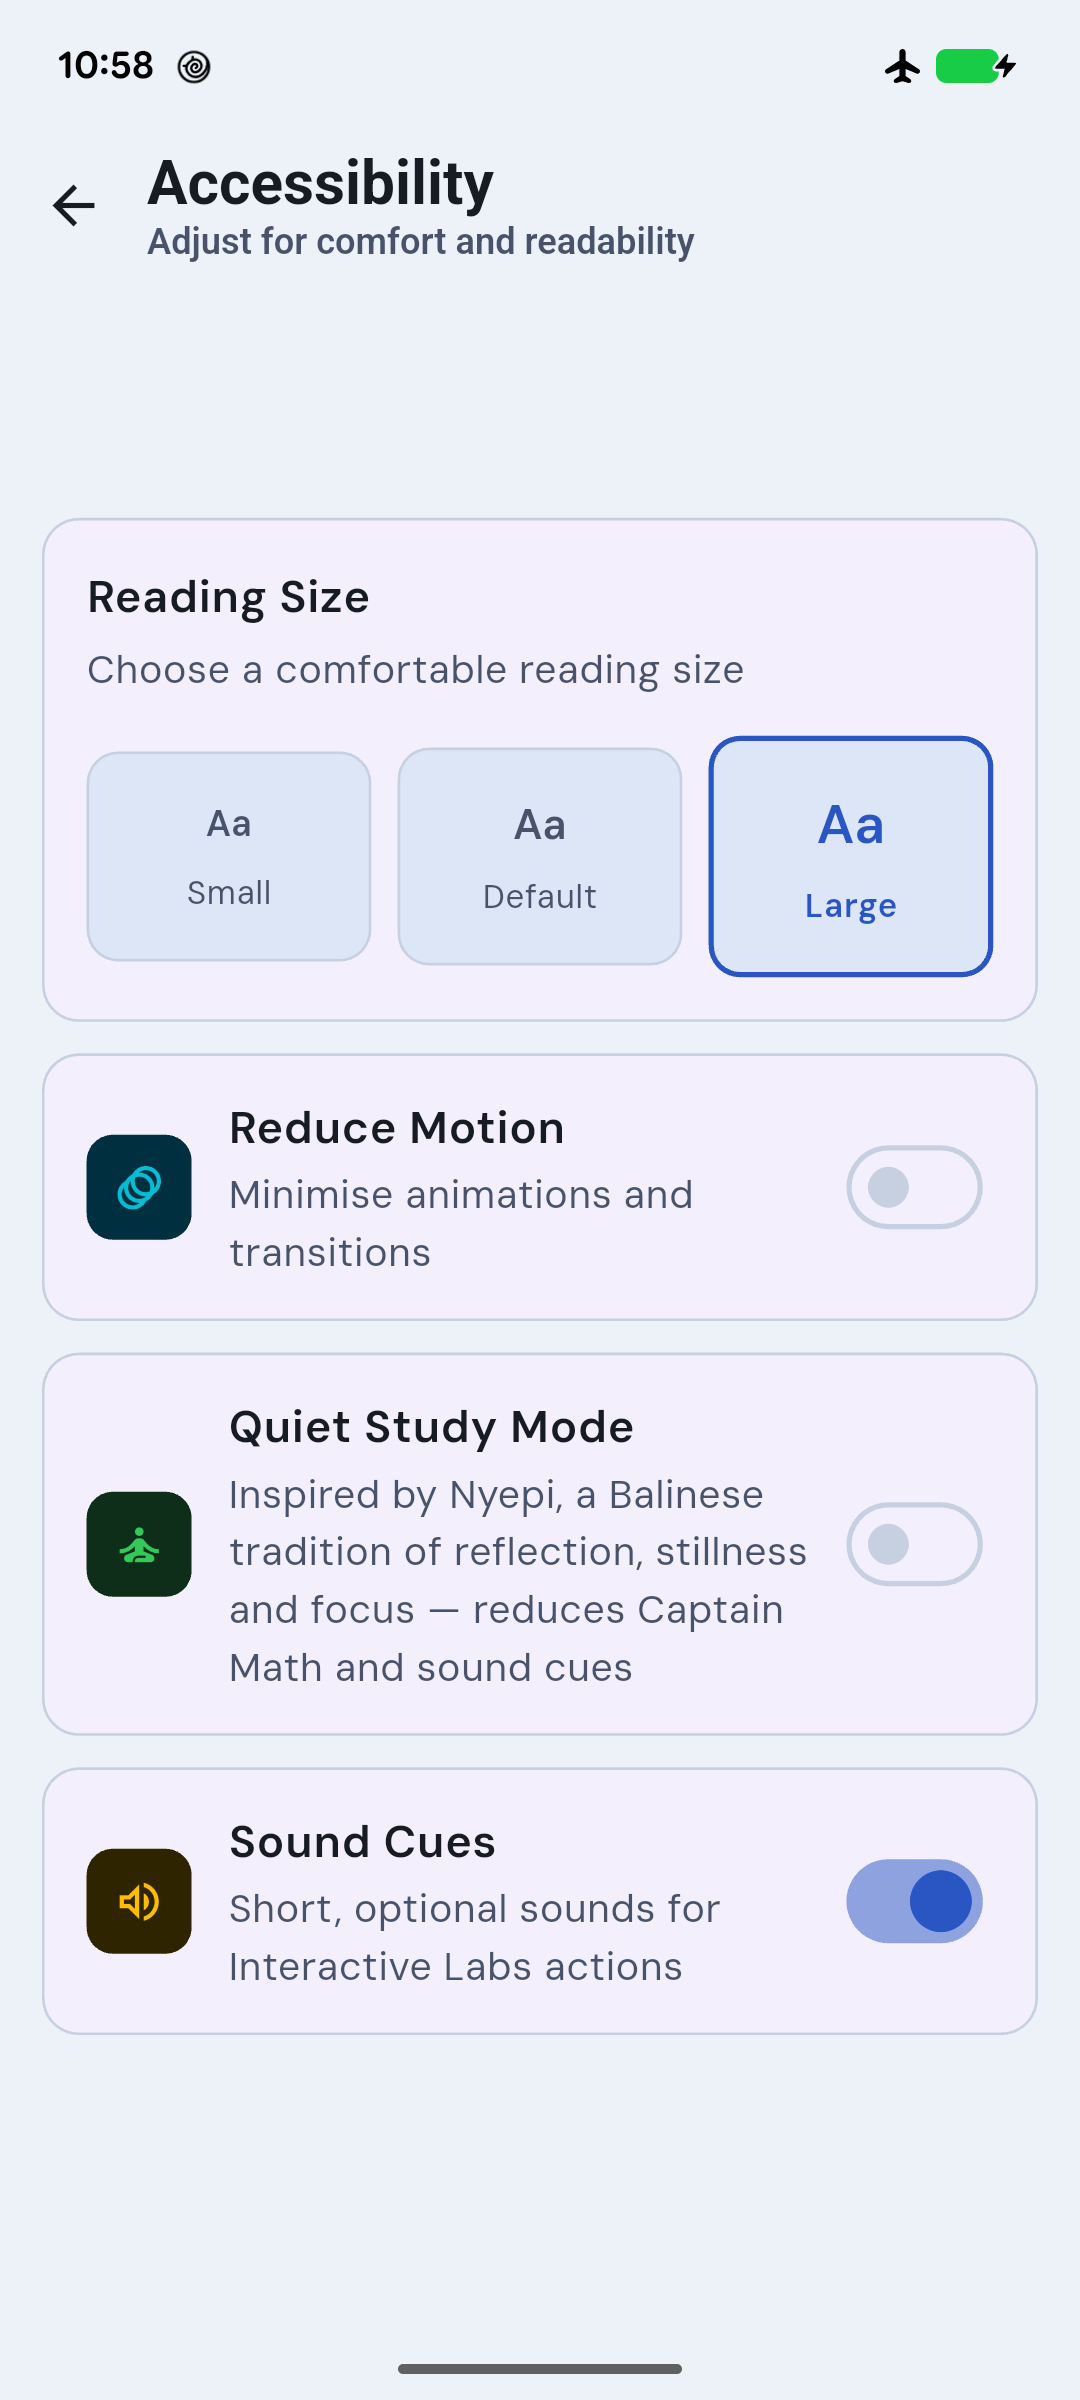 10:58
Accessibility
Adjust for comfort and readability
Reading Size
Choose a comfortable reading size
Aa
Small
Aa
Default
Aa
Large
Reduce Motion
Minimise animations and
transitions
Quiet Study Mode
Inspired by Nyepi, a Balinese
tradition of reflection, stillness
and focus — reduces Captain
Math and sound cues
Sound Cues
Short, optional sounds for
Interactive Labs actions